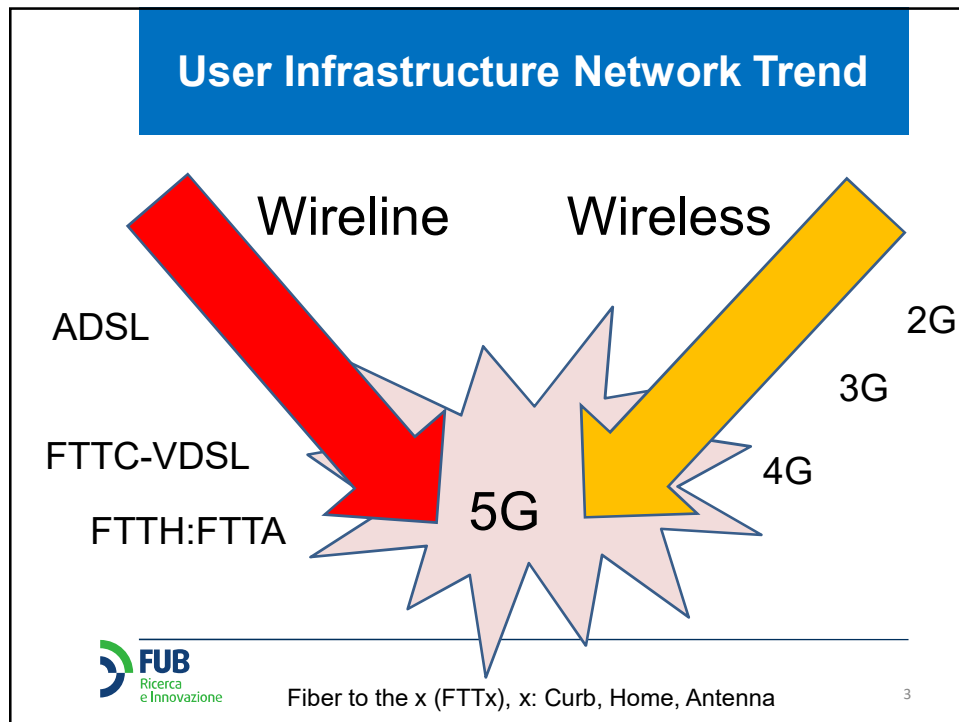 User Infrastructure Network Trend
Wireline
Wireless
ADSL
2G
3G
FTTC-VDSL
4G
5G
FTTH:FTTA
FUB
Ricerca
e Innovazione
Fiber to the x (FTTx), x: Curb, Home, Antenna
3